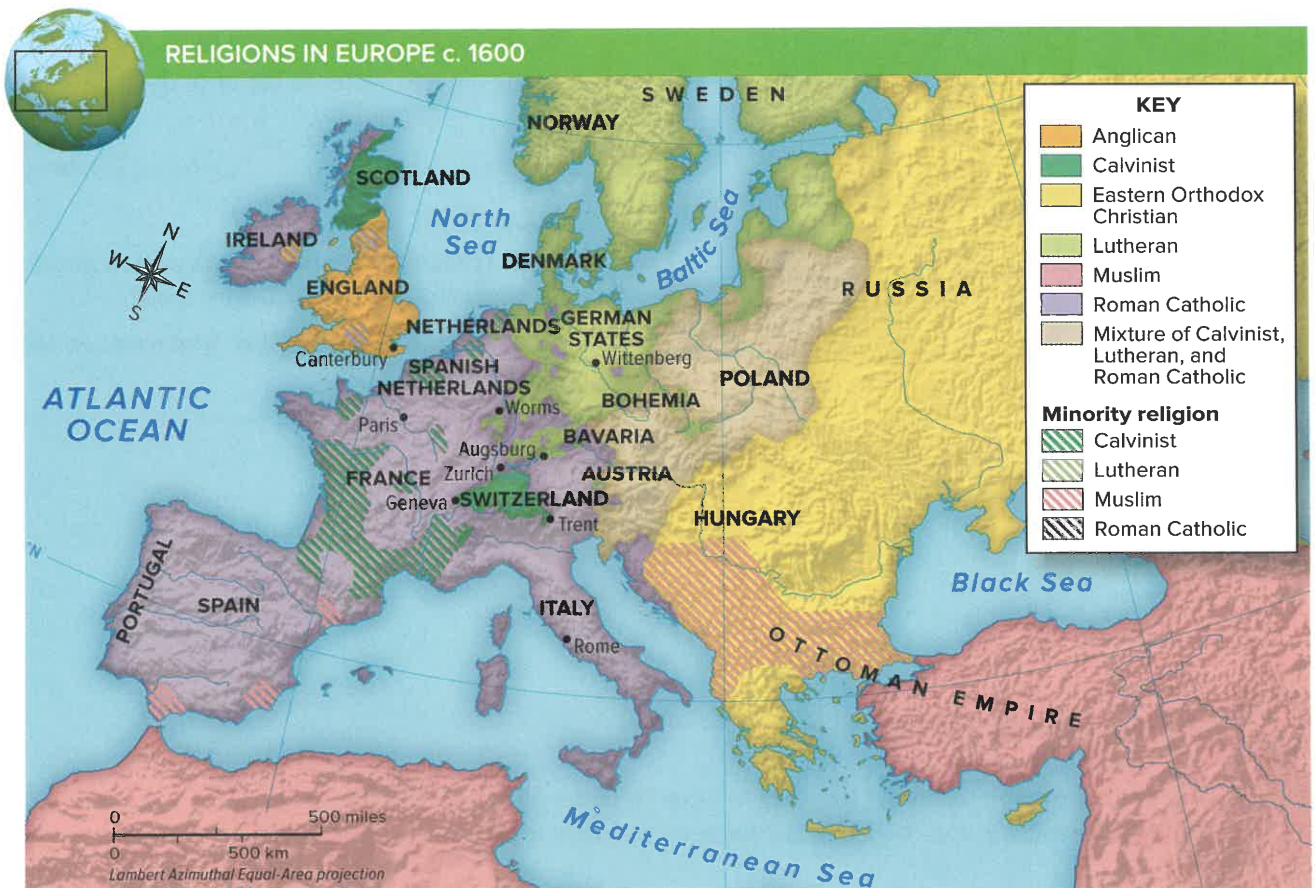 RELIGIONS IN EUROPE c. 1600
KEY
Anglican
Calvinist
Eastern Orthodox
Christian
Lutheran
Muslim
Roman Catholic
Mixture of Calvinist,
Lutheran, and
Roman Catholic
Minority religion
Calvinist
Lutheran
Muslim
Roman Catholic
SWEDEN
NORWAY
SCOTLAND
North
Sea
Baltic Sea
IRELAND
N
W
E
S
DENMARK
ENGLAND
RUSSIA
NETHERLANDS
GERMAN
STATES
Canterbury
Wittenberg
SPANISH
NETHERLANDS
POLAND
ATLANTIC
OCEAN
BOHEMIA
Worms
Paris
BAVARIA
Augsburg
FRANCE
Zurich
AUSTRIA
Geneva
SWITZERLAND
HUNGARY
Trent
N
PORTUGAL
SPAIN
ITALY
Black Sea
Rome
OTTOMAN EMPIRE
Mediterranean Sea
0
500 miles
0
500 km
Lambert Azimuthal Equal-Area projection